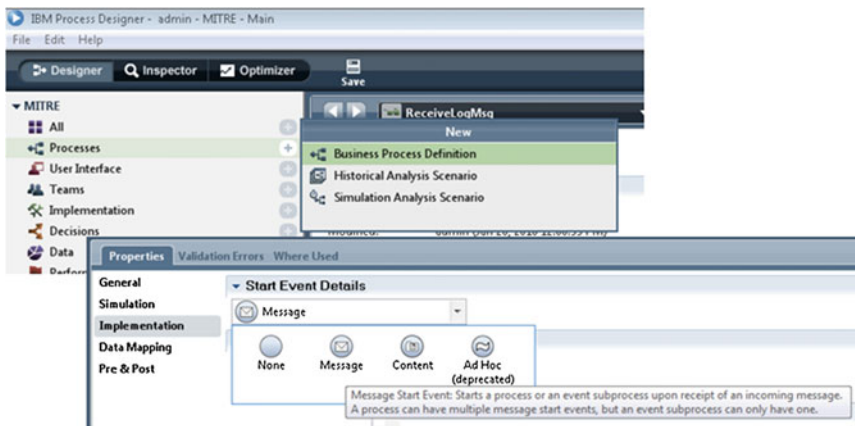 IBM Process Designer - admin - MITRE - Main
File Edit Help
Designer Inspector Optimizer
Save
MITRE
All
Processes
User Interface
Teams
Implementation
Decisions
Data
ReceiveLogMsg
New
Business Process Definition
Historical Analysis Scenario
Simulation Analysis Scenario
Properties Validation Errors Where Used
General
Simulation
Implementation
Data Mapping
Pre & Post
Start Event Details
Message
None Message Content Ad Hoc
(deprecated)
Message Start Event: Starts a process or an event subprocess upon receipt of an incoming message.
A process can have multiple message start events, but an event subprocess can only have one.